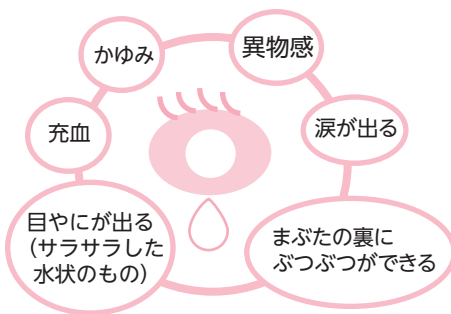 かゆみ
異物感
充血
涙が出る
目やにが出る
(サラサラした
水状のもの)
まぶたの裏に
ぶつぶつができる